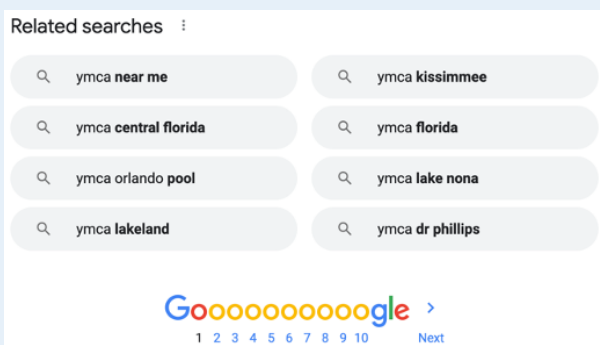 Related searches
ymca near me
ymca kissimmee
ymca central florida
ymca florida
ymca orlando pool
ymca lake nona
ymca lakeland
ymca dr phillips
Goooooooooogle >
1 2 3 4 5 6 7 8 9 10 Next